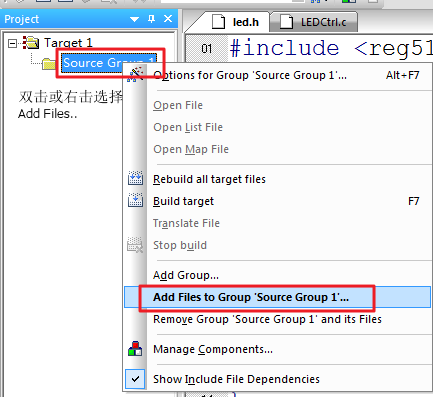 Project
led.h
LEDCtrl.c
Target 1
01
#include <reg51
Source Group 1
双击或右击选择
Add Files..
Options for Group 'Source Group 1'... Alt+F7
Open File
Open List File
Open Map File
Rebuild all target files
Build target F7
Translate File
Stop build
Add Group...
Add Files to Group 'Source Group 1'...
Remove Group 'Source Group 1' and its Files
Manage Components...
Show Include File Dependencies